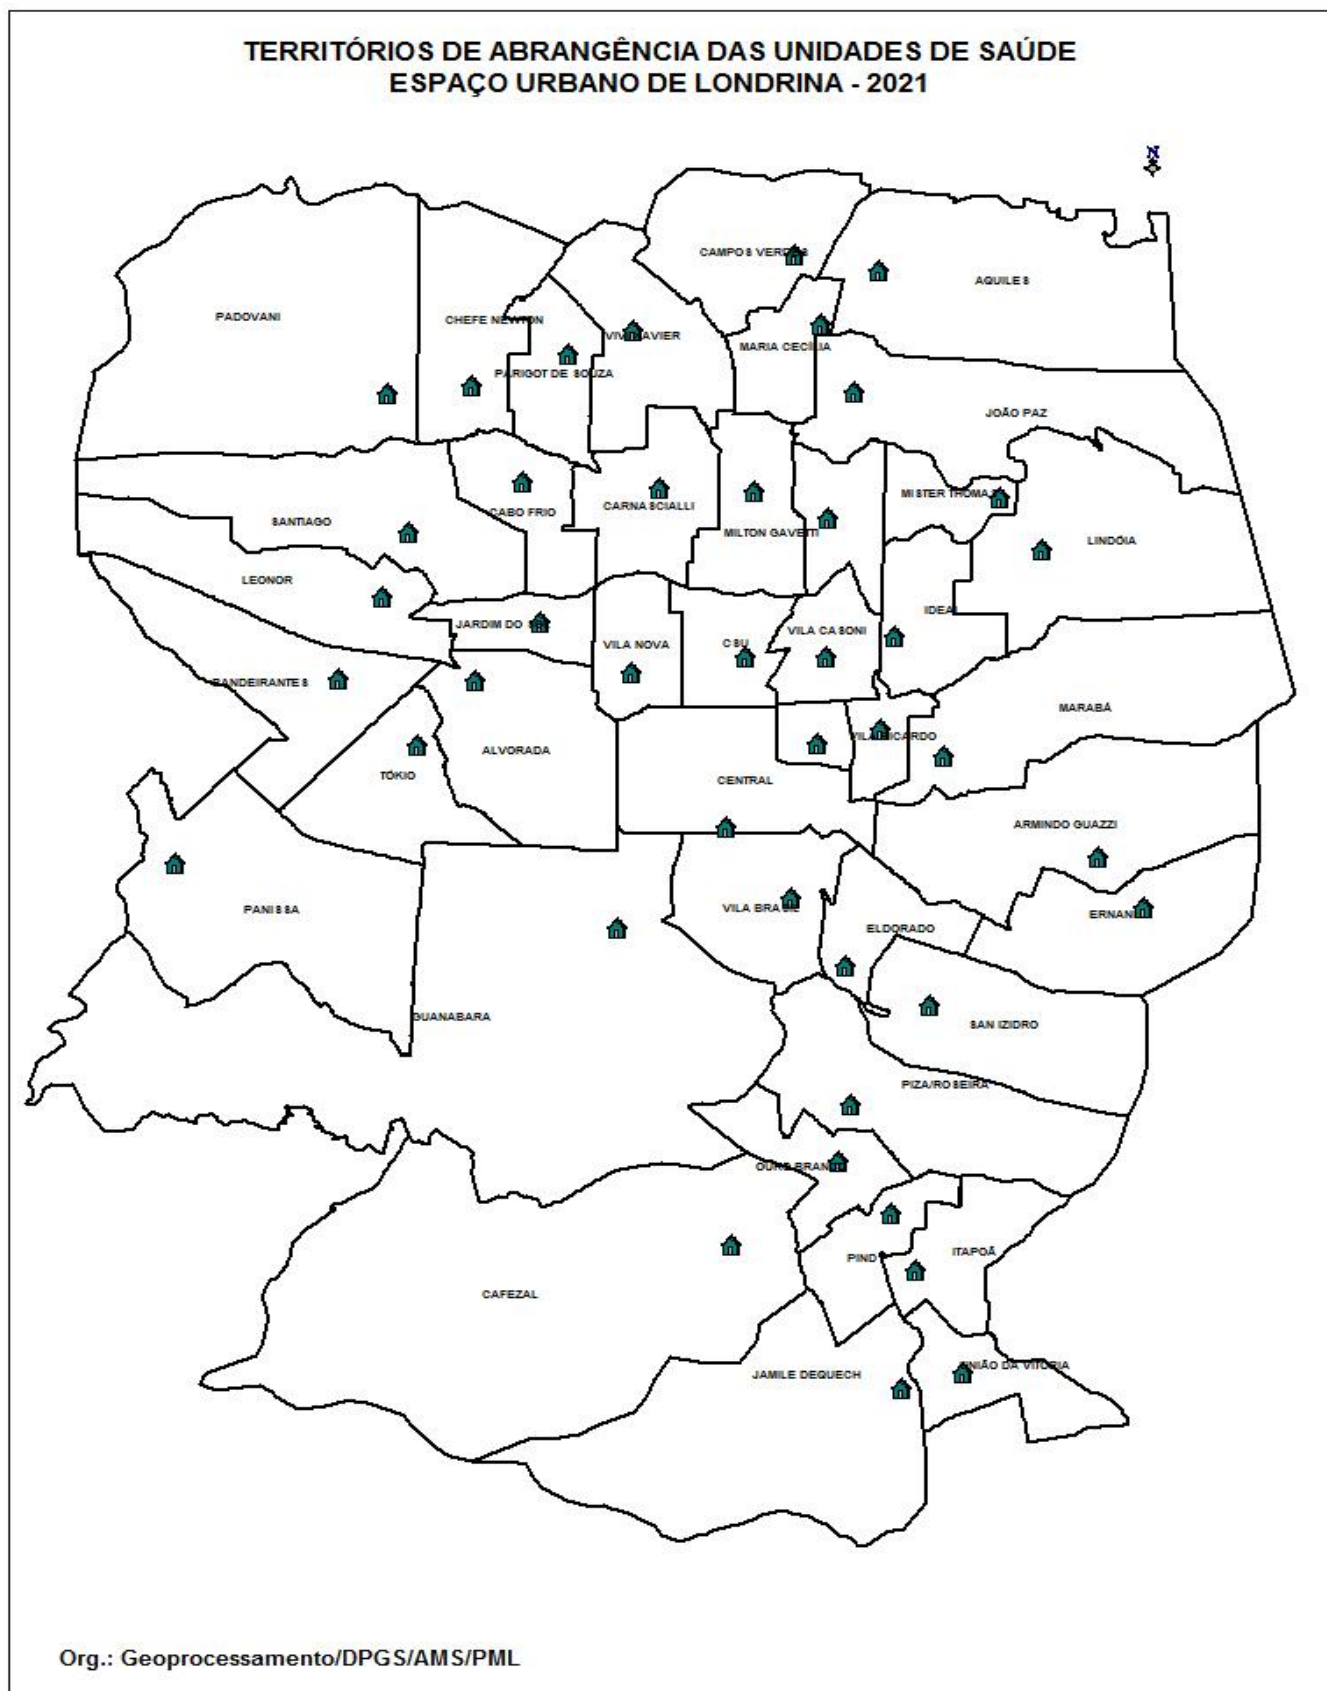 TERRITÓRIOS DE ABRANGÊNCIA DAS UNIDADES DE SAÚDE
ESPAÇO URBANO DE LONDRINA - 2021
N
CAMPOS VERDES
AQUILES
PADOVANI
CHEFE NEWTON
VIVI XAVIER
MARIA CECÍLIA
PARIGOT DE SOUZA
JOÃO PAZ
MISTER THOMAS
CARNASCIALLI
CABO FRIO
SANTIAGO
MILTON GAVETTI
LINDÓIA
LEONOR
IDEAL
JARDIM DO
VILA CASONI
VILA NOVA
CSU
BANDEIRANTES
MARABÁ
VILA RICARDO
ALVORADA
TÓKIO
CENTRAL
ARMINDO GUAZZI
PANISSA
VILA BRASIL
ERNANI
ELDORADO
GUANABARA
SAN IZIDRO
PIZA/ROSEIRA
OURO BRANCO
ITAPOÃ
PIND
CAFEZAL
UNIÃO DA VITÓRIA
JAMILE DEQUECH
Org.: Geoprocessamento/DPGS/AMS/PML